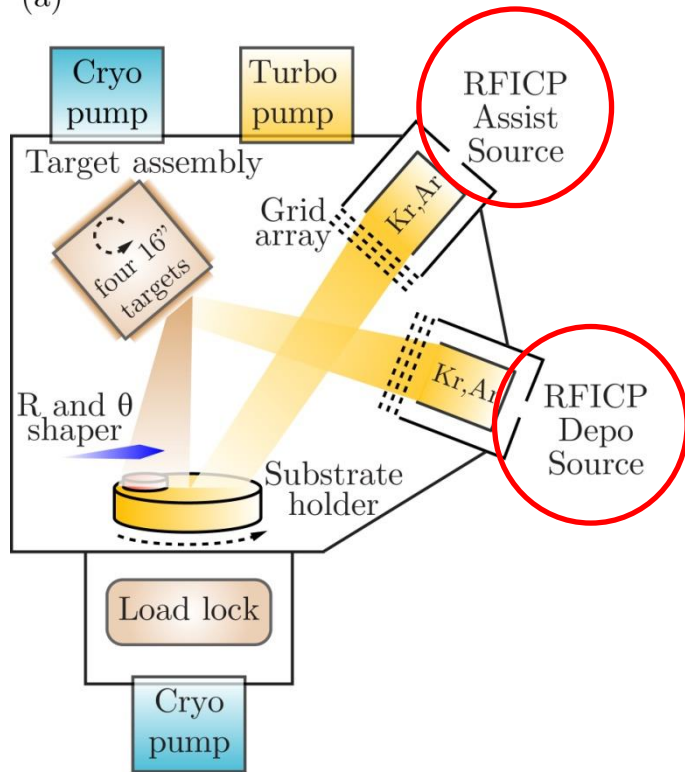 (a)
Cryo
pump
Turbo
pump
RFICP
Assist
Source
Target assembly
Grid
array
Kr,Ar
four 16”
targets
Kr,Ar
RFICP
Depo
Source
R and θ
shaper
Substrate
holder
Load lock
Cryo
pump